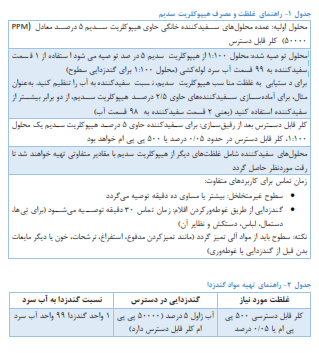 جدول ۱- راهنمای غلظت و مصرف هیپوکلریت سدیم
محلول اولیه: عمده محلول‌های سفیدکننده خانگی حاوی هیپوکلریت سدیم ۵ درصد معادل (PPM
۵۰۰۰۰) کلر قابل دسترس
محلول توصیه شده: محلول ۱:۱۰۰ از هیپوکلریت سدیم ۵ در صد تو صیه می شود ا ستفاده از ۱ قسمت
سفیدکننده به ۹۹ قسمت آب سرد لوله‌کشی (محلول ۱:۱۰۰ برای گندزدایی سطوح)
برای د ستیابی به غلظت منا سب هیپوکلریت سدیم، نسبت سفیدکننده به آب را تنظیم کنید. به‌عنوان
مثال، برای آماده‌سازی سفیدکننده‌های حاوی ۲/۵ درصد هیپوکلریت سدیم، از دو برابر بیشتر از
سفیدکننده استفاده کنید (یعنی ۲ قسمت سفیدکننده به ۹۸ قسمت آب)
کلر قابل دسترس بعد از رقیق‌سازی: برای سفیدکننده حاوی ۵ درصد هیپوکلریت سدیم یک محلول
۱:۱۰۰، کلر قابل دسترس در حدود ۰/۰۵ درصد یا ۵۰۰ پی پی ام خواهد بود
محلول‌های سفیدکننده شامل غلظت‌های دیگر از هیپوکلریت سدیم با مقادیر متفاوتی تهیه خواهند شد تا
رقت موردنظر حاصل گردد
زمان تماس برای کاربردهای متفاوت:
• سطوح غیرمتخلخل: بیشتر یا مساوی ده دقیقه توصیه می‌گردد
• گندزدایی از طریق غوطه‌ورکردن اقلام: زمان تماس ۳۰ دقیقه توصیه می‌شود (برای تی‌ها،
دستمال، لباس، دستکش و نظایر آن)
نکته: سطوح باید از مواد آلی تمیز گردد (مانند تمیزکردن مدفوع، استفراغ، ترشحات، خون یا دیگر مایعات
بدن قبل از گندزدایی یا غوطه‌وری)
جدول ۲- راهنمای تهیه مواد گندزدا
غلظت مورد نیاز گندزدایی در دسترس نسبت گندزدا به آب سرد
کلر قابل دسترسی ۵۰۰ پی آب ژاول ۵ درصد (۵۰۰۰۰ پی پی ۱ واحد گندزدا ۹۹ واحد آب سرد
پی ام یا ۰/۰۵ درصد ام کلر قابل دسترس دارد)